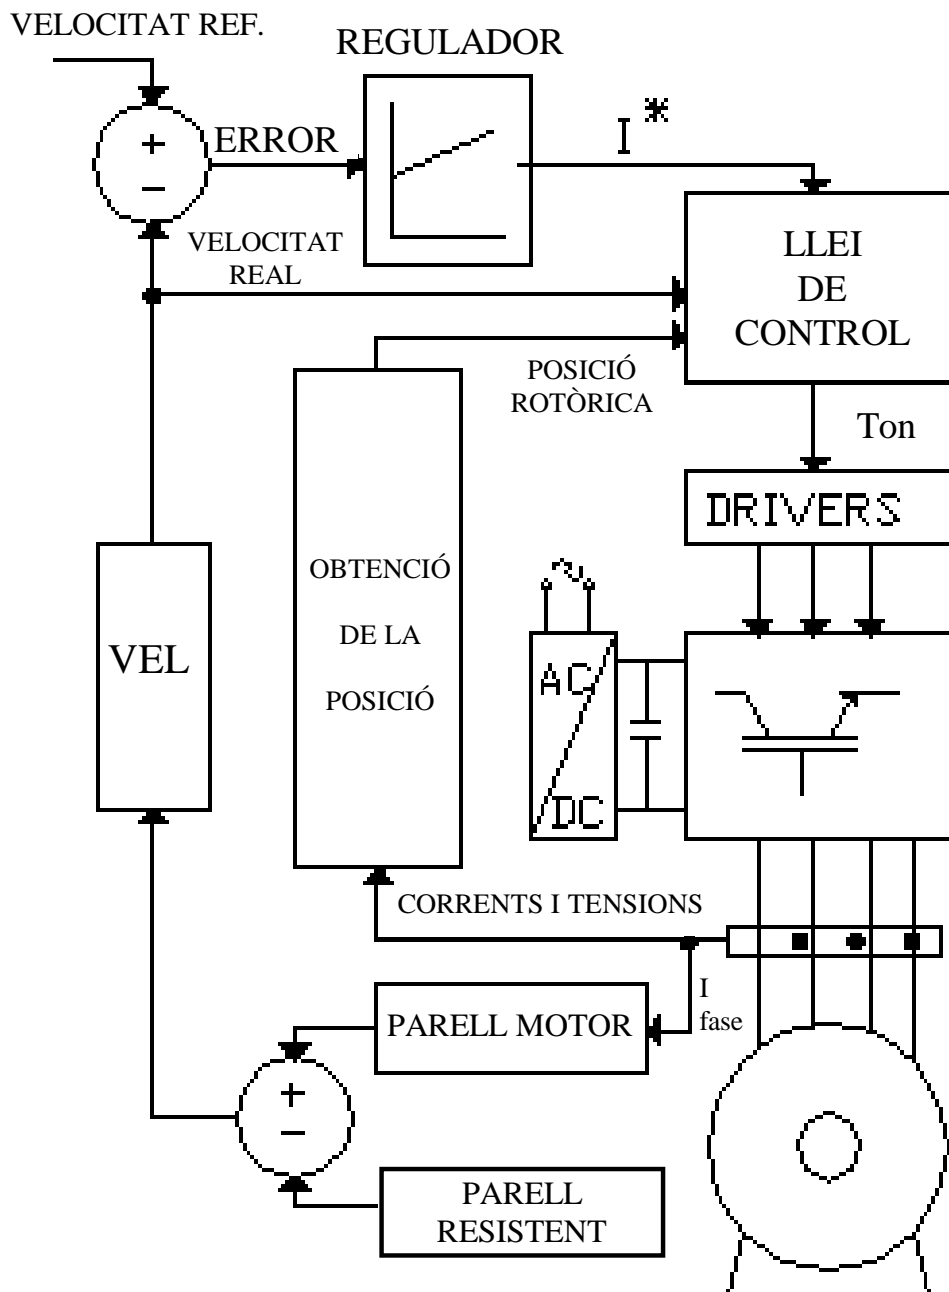 VELOCITAT REF.
REGULADOR
I*
+
ERROR
−
VELOCITAT
REAL
LLEI
DE
CONTROL
POSICIÓ
ROTÒRICA
Ton
DRIVERS
OBTENCIÓ
DE LA
POSICIÓ
VEL
AC
DC
CORRENTS I TENSIONS
I
fase
PARELL MOTOR
+
−
PARELL
RESISTENT